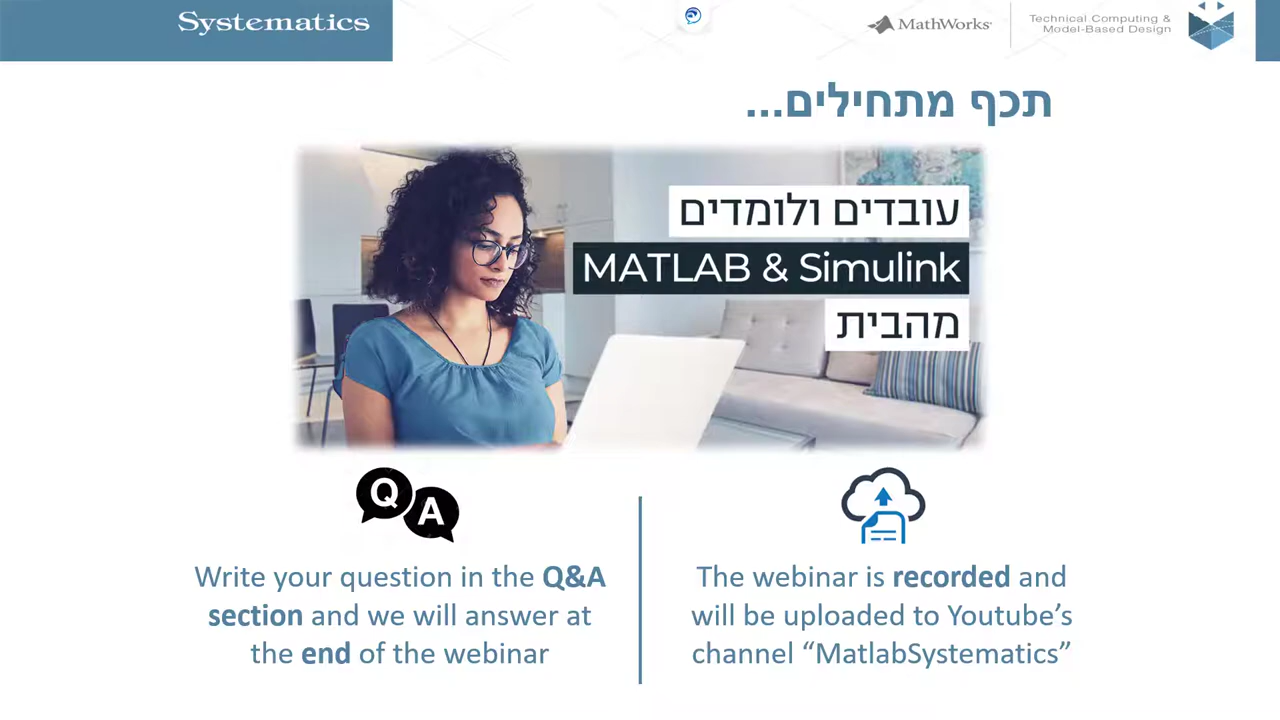 Systematics
MathWorks
Technical Computing &
Model-Based Design
תכף מתחילים...
עובדים ולומדים
MATLAB & Simulink
מהבית
Q A
Write your question in the Q&A
section and we will answer at
the end of the webinar
The webinar is recorded and
will be uploaded to Youtube’s
channel “MatlabSystematics”